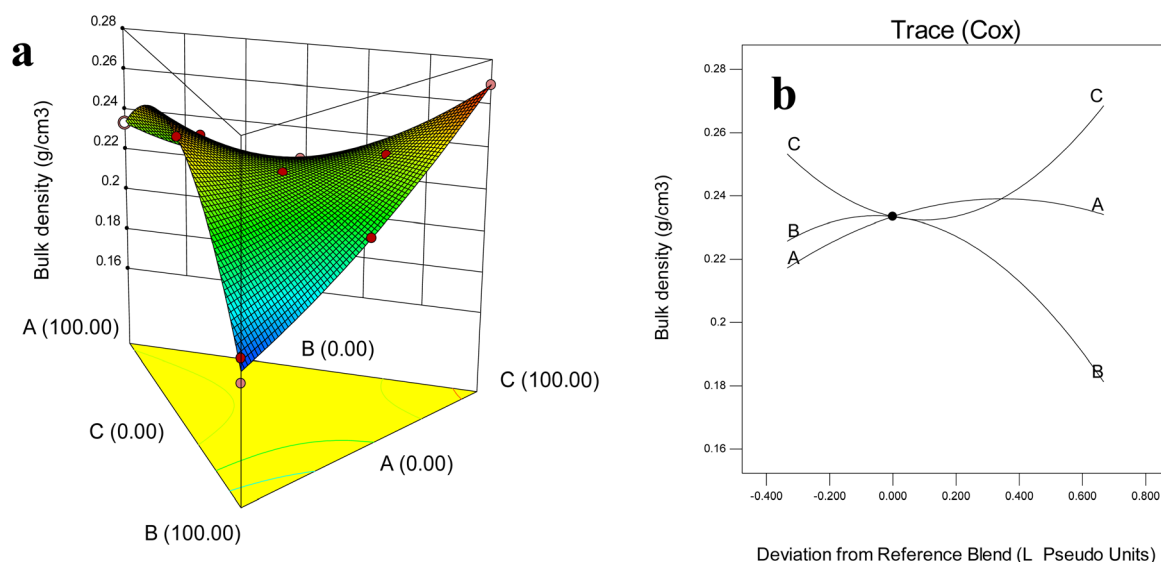 a
0.28
0.26
0.24
0.22
0.2
0.18
0.16
Bulk density (g/cm3)
A (100.00)
B (0.00)
C (100.00)
C (0.00)
A (0.00)
B (100.00)
Trace (Cox)
b
0.28
0.26
0.24
0.22
0.2
0.18
0.16
Bulk density (g/cm3)
C
C
B
A
A
B
-0.400
-0.200
0.000
0.200
0.400
0.600
0.800
Deviation from Reference Blend (L_Pseudo Units)